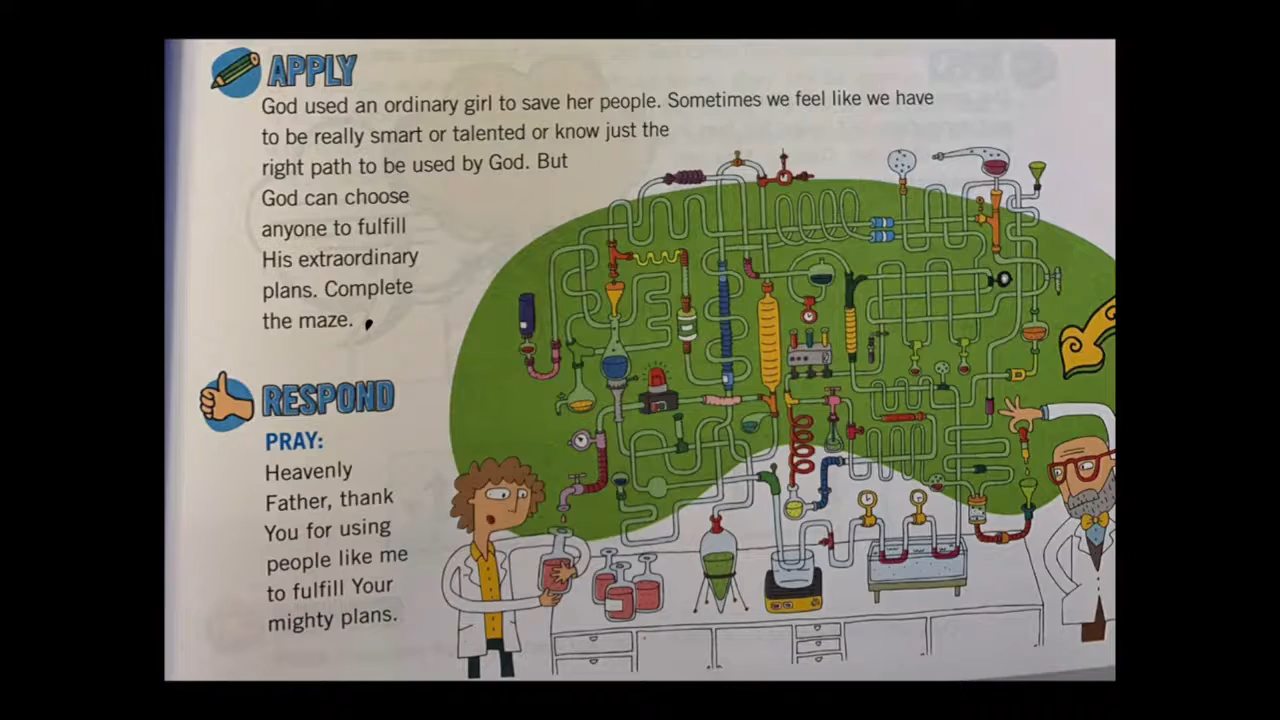 APPLY
God used an ordinary girl to save her people. Sometimes we feel like we have
to be really smart or talented or know just the
right path to be used by God. But
God can choose
anyone to fulfill
His extraordinary
plans. Complete
the maze.
RESPOND
PRAY:
Heavenly
Father, thank
You for using
people like me
to fulfill Your
mighty plans.